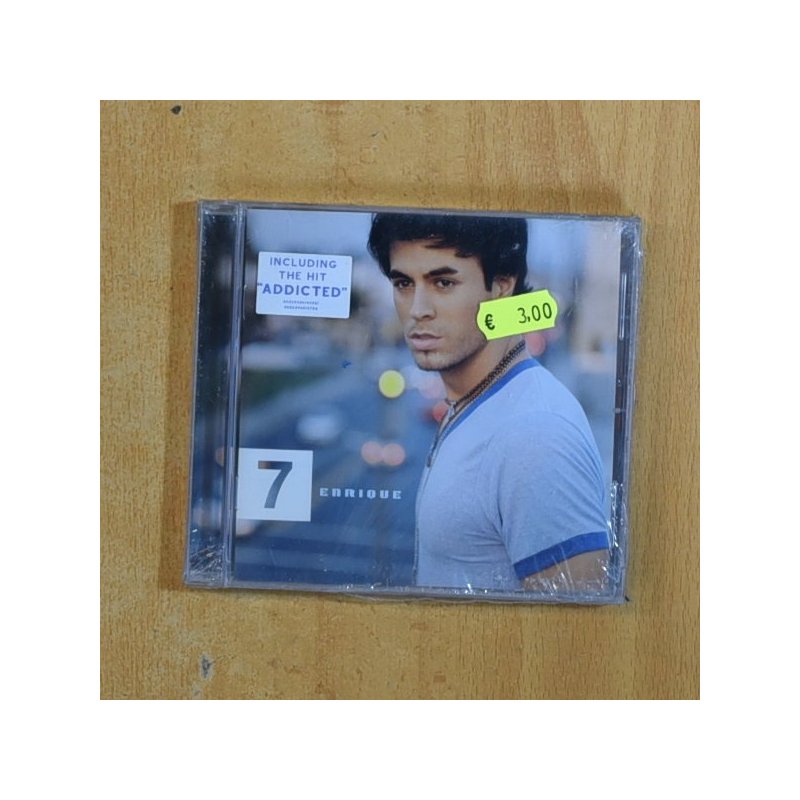 INCLUDING
THE HIT
"ADDICTED"
€ 3,00
7
ENRIQUE